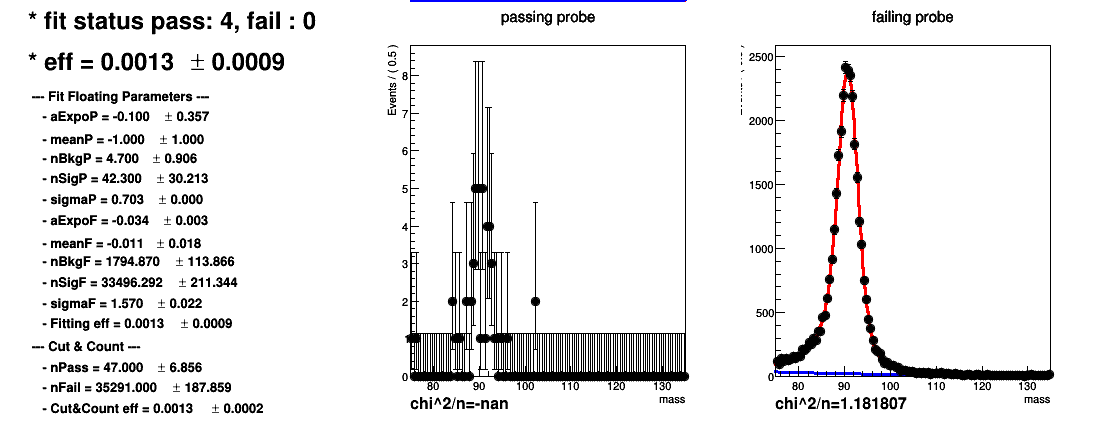 * fit status pass: 4, fail : 0
* eff = 0.0013 ± 0.0009
--- Fit Floating Parameters ---
- aExpoP = -0.100 ± 0.357
- meanP = -1.000 ± 1.000
- nBkgP = 4.700 ± 0.906
- nSigP = 42.300 ± 30.213
- sigmaP = 0.703 ± 0.000
- aExpoF = -0.034 ± 0.003
- meanF = -0.011 ± 0.018
- nBkgF = 1794.870 ± 113.866
- nSigF = 33496.292 ± 211.344
- sigmaF = 1.570 ± 0.022
- Fitting eff = 0.0013 ± 0.0009
--- Cut & Count ---
- nPass = 47.000 ± 6.856
- nFail = 35291.000 ± 187.859
- Cut&Count eff = 0.0013 ± 0.0002
passing probe
Events / ( 0.5 )
8
7
6
5
4
3
2
1
0
80 90 100 110 120 130
mass
chi^2/n=-nan
failing probe
2500
2000
1500
1000
500
0
80 90 100 110 120 130
mass
chi^2/n=1.181807